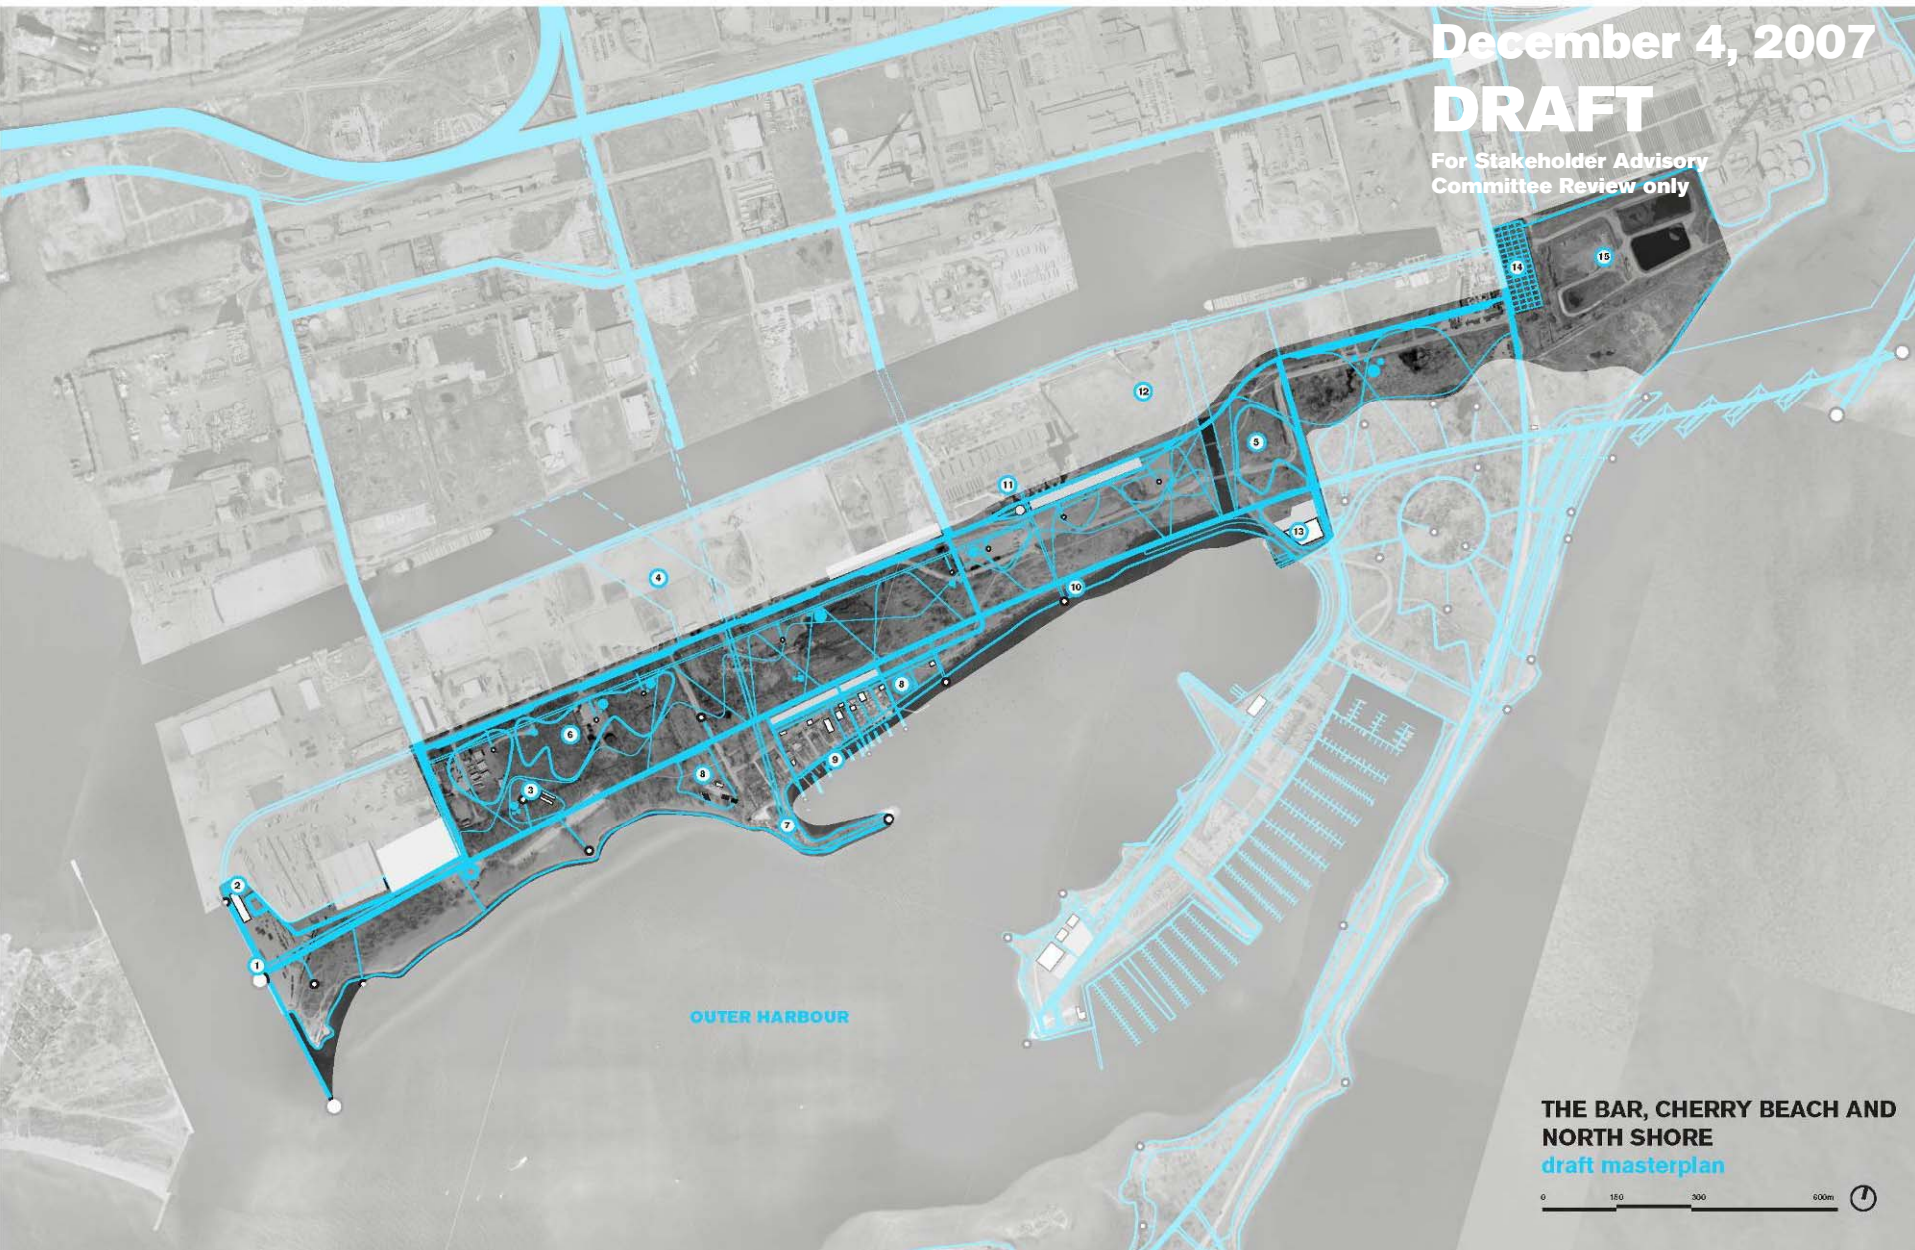 December 4, 2007
DRAFT
For Stakeholder Advisory
Committee Review only
14
15
12
5
11
13
4
10
8
6
9
8
3
7
2
1
OUTER HARBOUR
THE BAR, CHERRY BEACH AND
NORTH SHORE
draft masterplan
0 150 300 600m